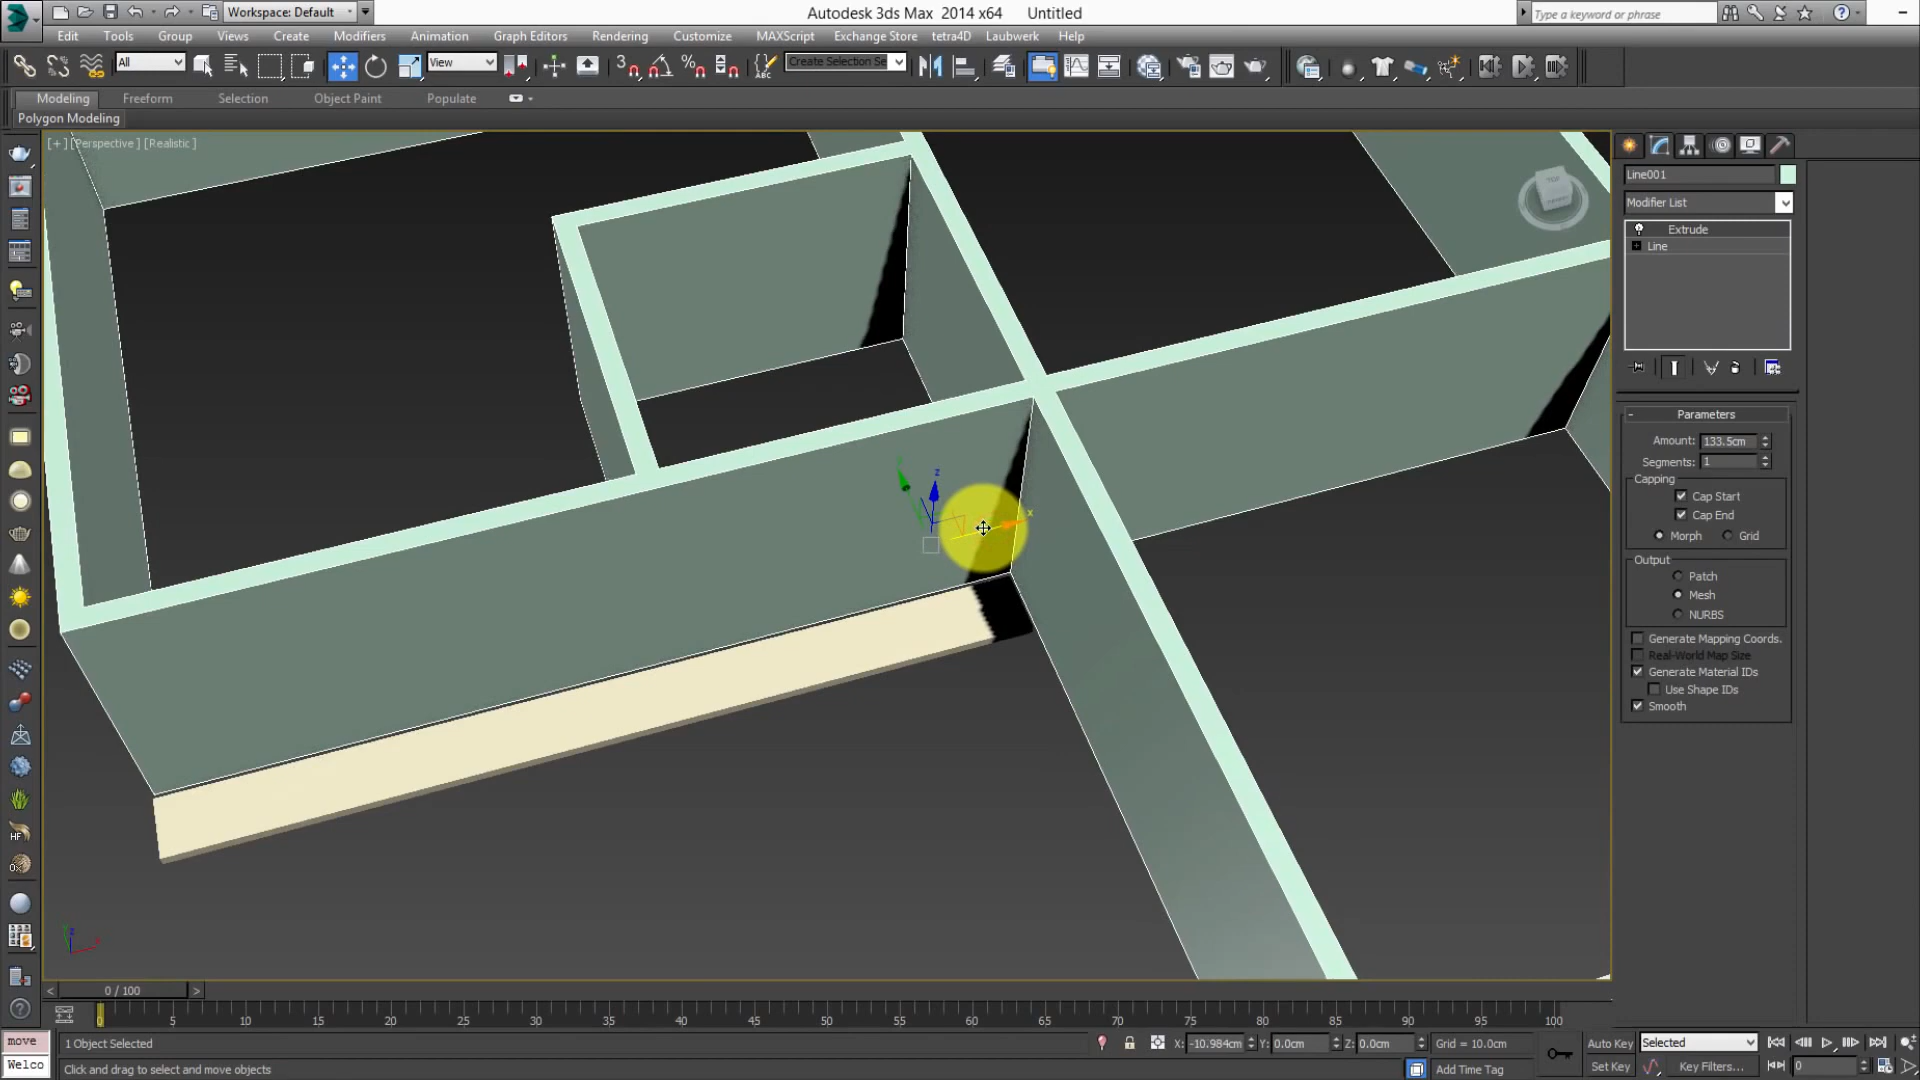 Workspace: Default
Autodesk 3ds Max 2014 x64 Untitled
Type a keyword or phrase
Edit Tools Group Views Create Modifiers Animation Graph Editors Rendering Customize MAXScript Exchange Store tetra4D Laubwerk Help
All
View
3
Create Selection Se
Modeling Freeform Selection Object Paint Populate
Polygon Modeling
[+] [Perspective] [Realistic]
TOP
Line001
Modifier List
Extrude
Line
Parameters
Amount: 133.5cm
Segments: 1
Capping
Cap Start
Cap End
Morph Grid
Output
Patch
Mesh
NURBS
Generate Mapping Coords.
Real-World Map Size
Generate Material IDs
Use Shape IDs
Smooth
z
x
HF
0 / 100
0 5 10 15 20 25 30 35 40 45 50 55 60 65 70 75 80 85 90 95 100
move
1 Object Selected
X: -10.984cm Y: 0.0cm Z: 0.0cm Grid = 10.0cm
Auto Key Selected
Welco
Click and drag to select and move objects
Add Time Tag
Set Key Key Filters... 0